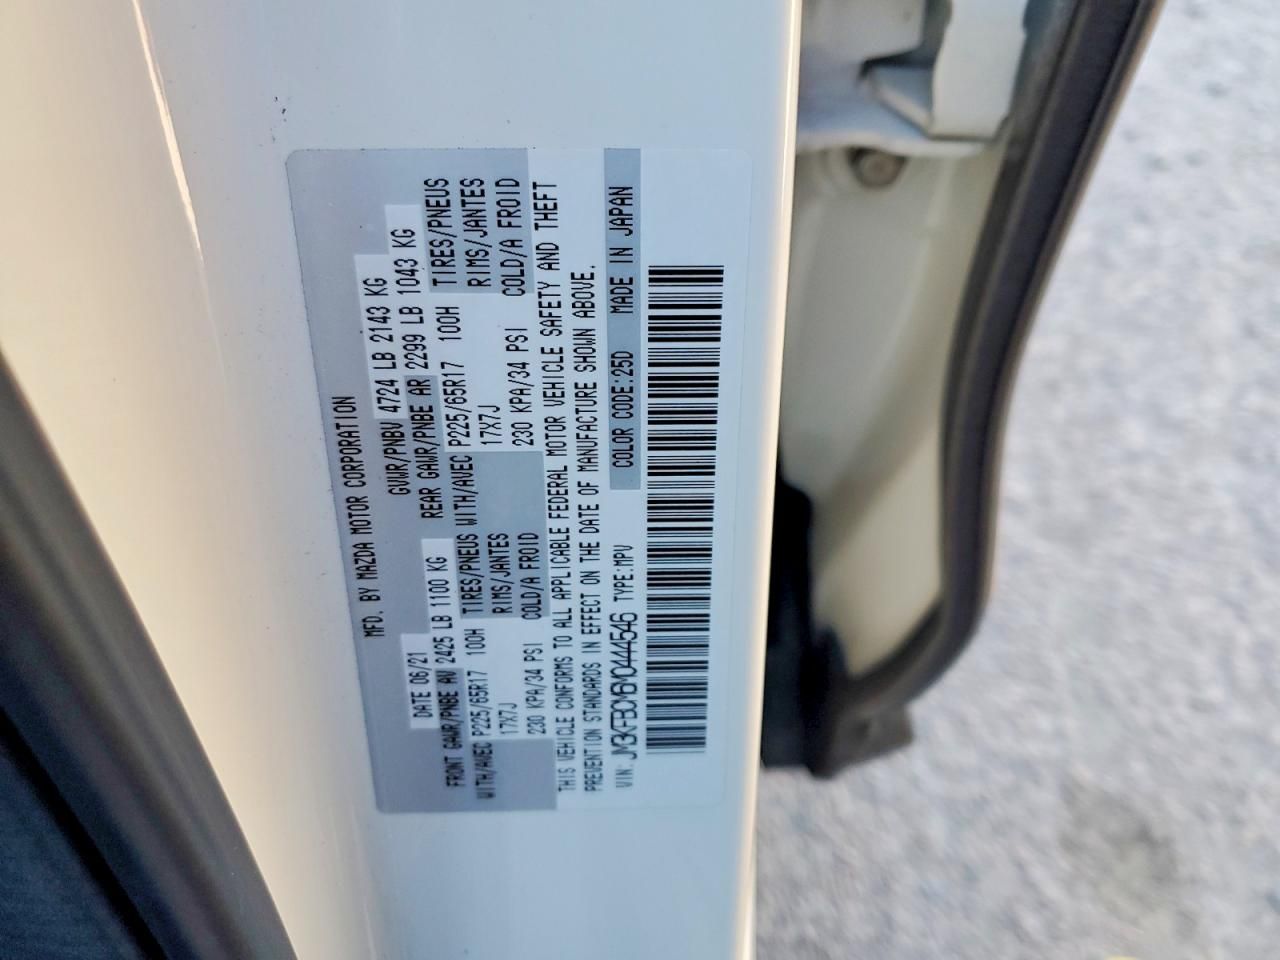 MFD. BY MAZDA MOTOR CORPORATION
DATE 06/21 GVWR/PNBV 4724 LB 2143 KG
FRONT GAWR/PNBE AV 2425 LB 1100 KG REAR GAWR/PNBE AR 2299 LB 1043 KG
WITH/AVEC P225/65R17 100H TIRES/PNEUS WITH/AVEC P225/65R17 100H TIRES/PNEUS
17X7J RIMS/JANTES 17X7J RIMS/JANTES
230 KPA/34 PSI COLD/A FROID 230 KPA/34 PSI COLD/A FROID
THIS VEHICLE CONFORMS TO ALL APPLICABLE FEDERAL MOTOR VEHICLE SAFETY AND THEFT
PREVENTION STANDARDS IN EFFECT ON THE DATE OF MANUFACTURE SHOWN ABOVE.
VIN: JM3KFBCM6M0444546 TYPE:MPV COLOR CODE:25D MADE IN JAPAN